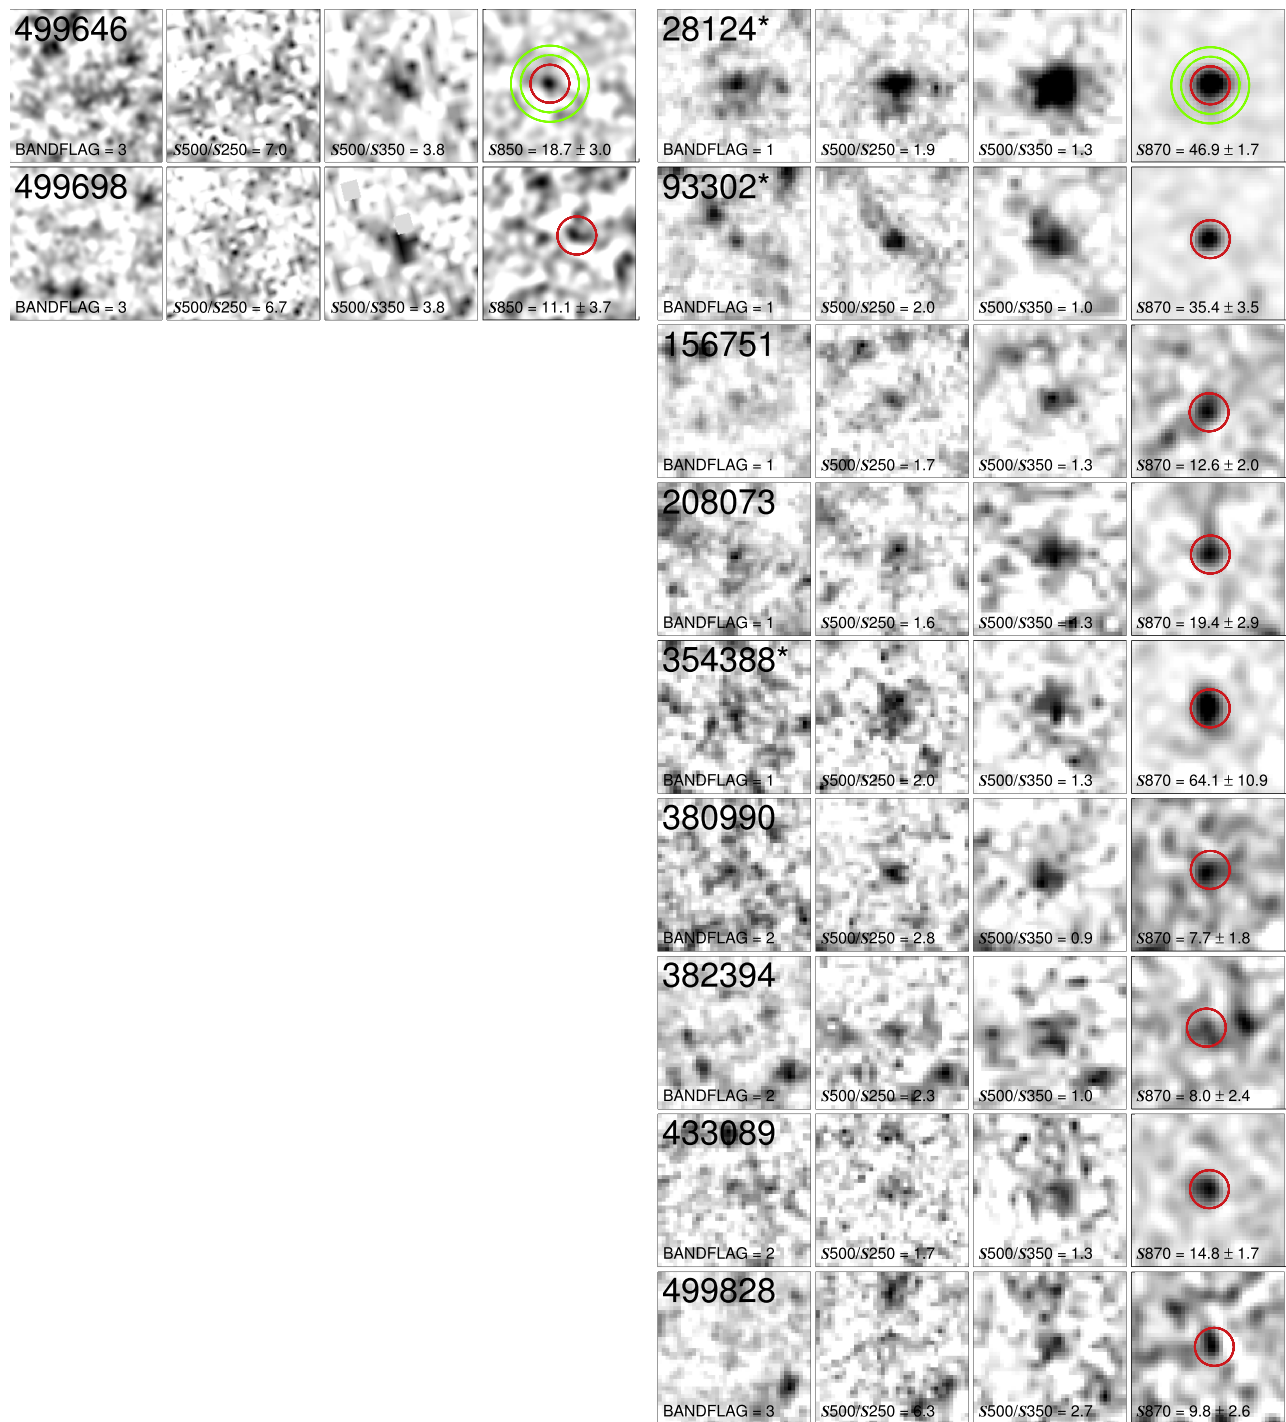 499646
BANDFLAG = 3
S500/S250 = 7.0
S500/S350 = 3.8
S850 = 18.7 ± 3.0
499698
BANDFLAG = 3
S500/S250 = 6.7
S500/S350 = 3.8
S850 = 11.1 ± 3.7
28124*
BANDFLAG = 1
S500/S250 = 1.9
S500/S350 = 1.3
S870 = 46.9 ± 1.7
93302*
BANDFLAG = 1
S500/S250 = 2.0
S500/S350 = 1.0
S870 = 35.4 ± 3.5
156751
BANDFLAG = 1
S500/S250 = 1.7
S500/S350 = 1.3
S870 = 12.6 ± 2.0
208073
BANDFLAG = 1
S500/S250 = 1.6
S500/S350 = 1.3
S870 = 19.4 ± 2.9
354388*
BANDFLAG = 1
S500/S250 = 2.0
S500/S350 = 1.3
S870 = 64.1 ± 10.9
380990
BANDFLAG = 2
S500/S250 = 2.8
S500/S350 = 0.9
S870 = 7.7 ± 1.8
382394
BANDFLAG = 2
S500/S250 = 2.3
S500/S350 = 1.0
S870 = 8.0 ± 2.4
433089
BANDFLAG = 2
S500/S250 = 1.7
S500/S350 = 1.3
S870 = 14.8 ± 1.7
499828
BANDFLAG = 3
S500/S250 = 6.3
S500/S350 = 2.7
S870 = 9.8 ± 2.6